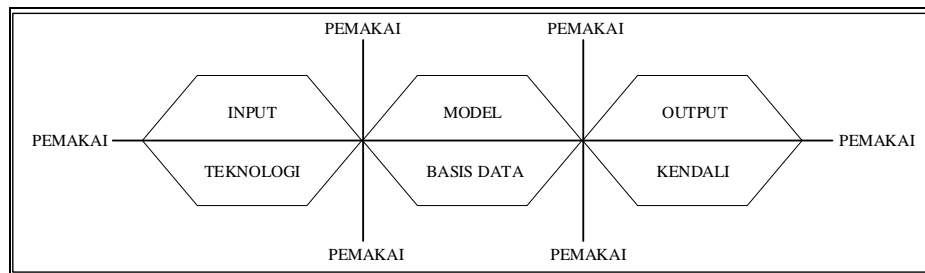 PEMAKAI PEMAKAI
INPUT MODEL OUTPUT
PEMAKAI PEMAKAI
TEKNOLOGI BASIS DATA KENDALI
PEMAKAI PEMAKAI